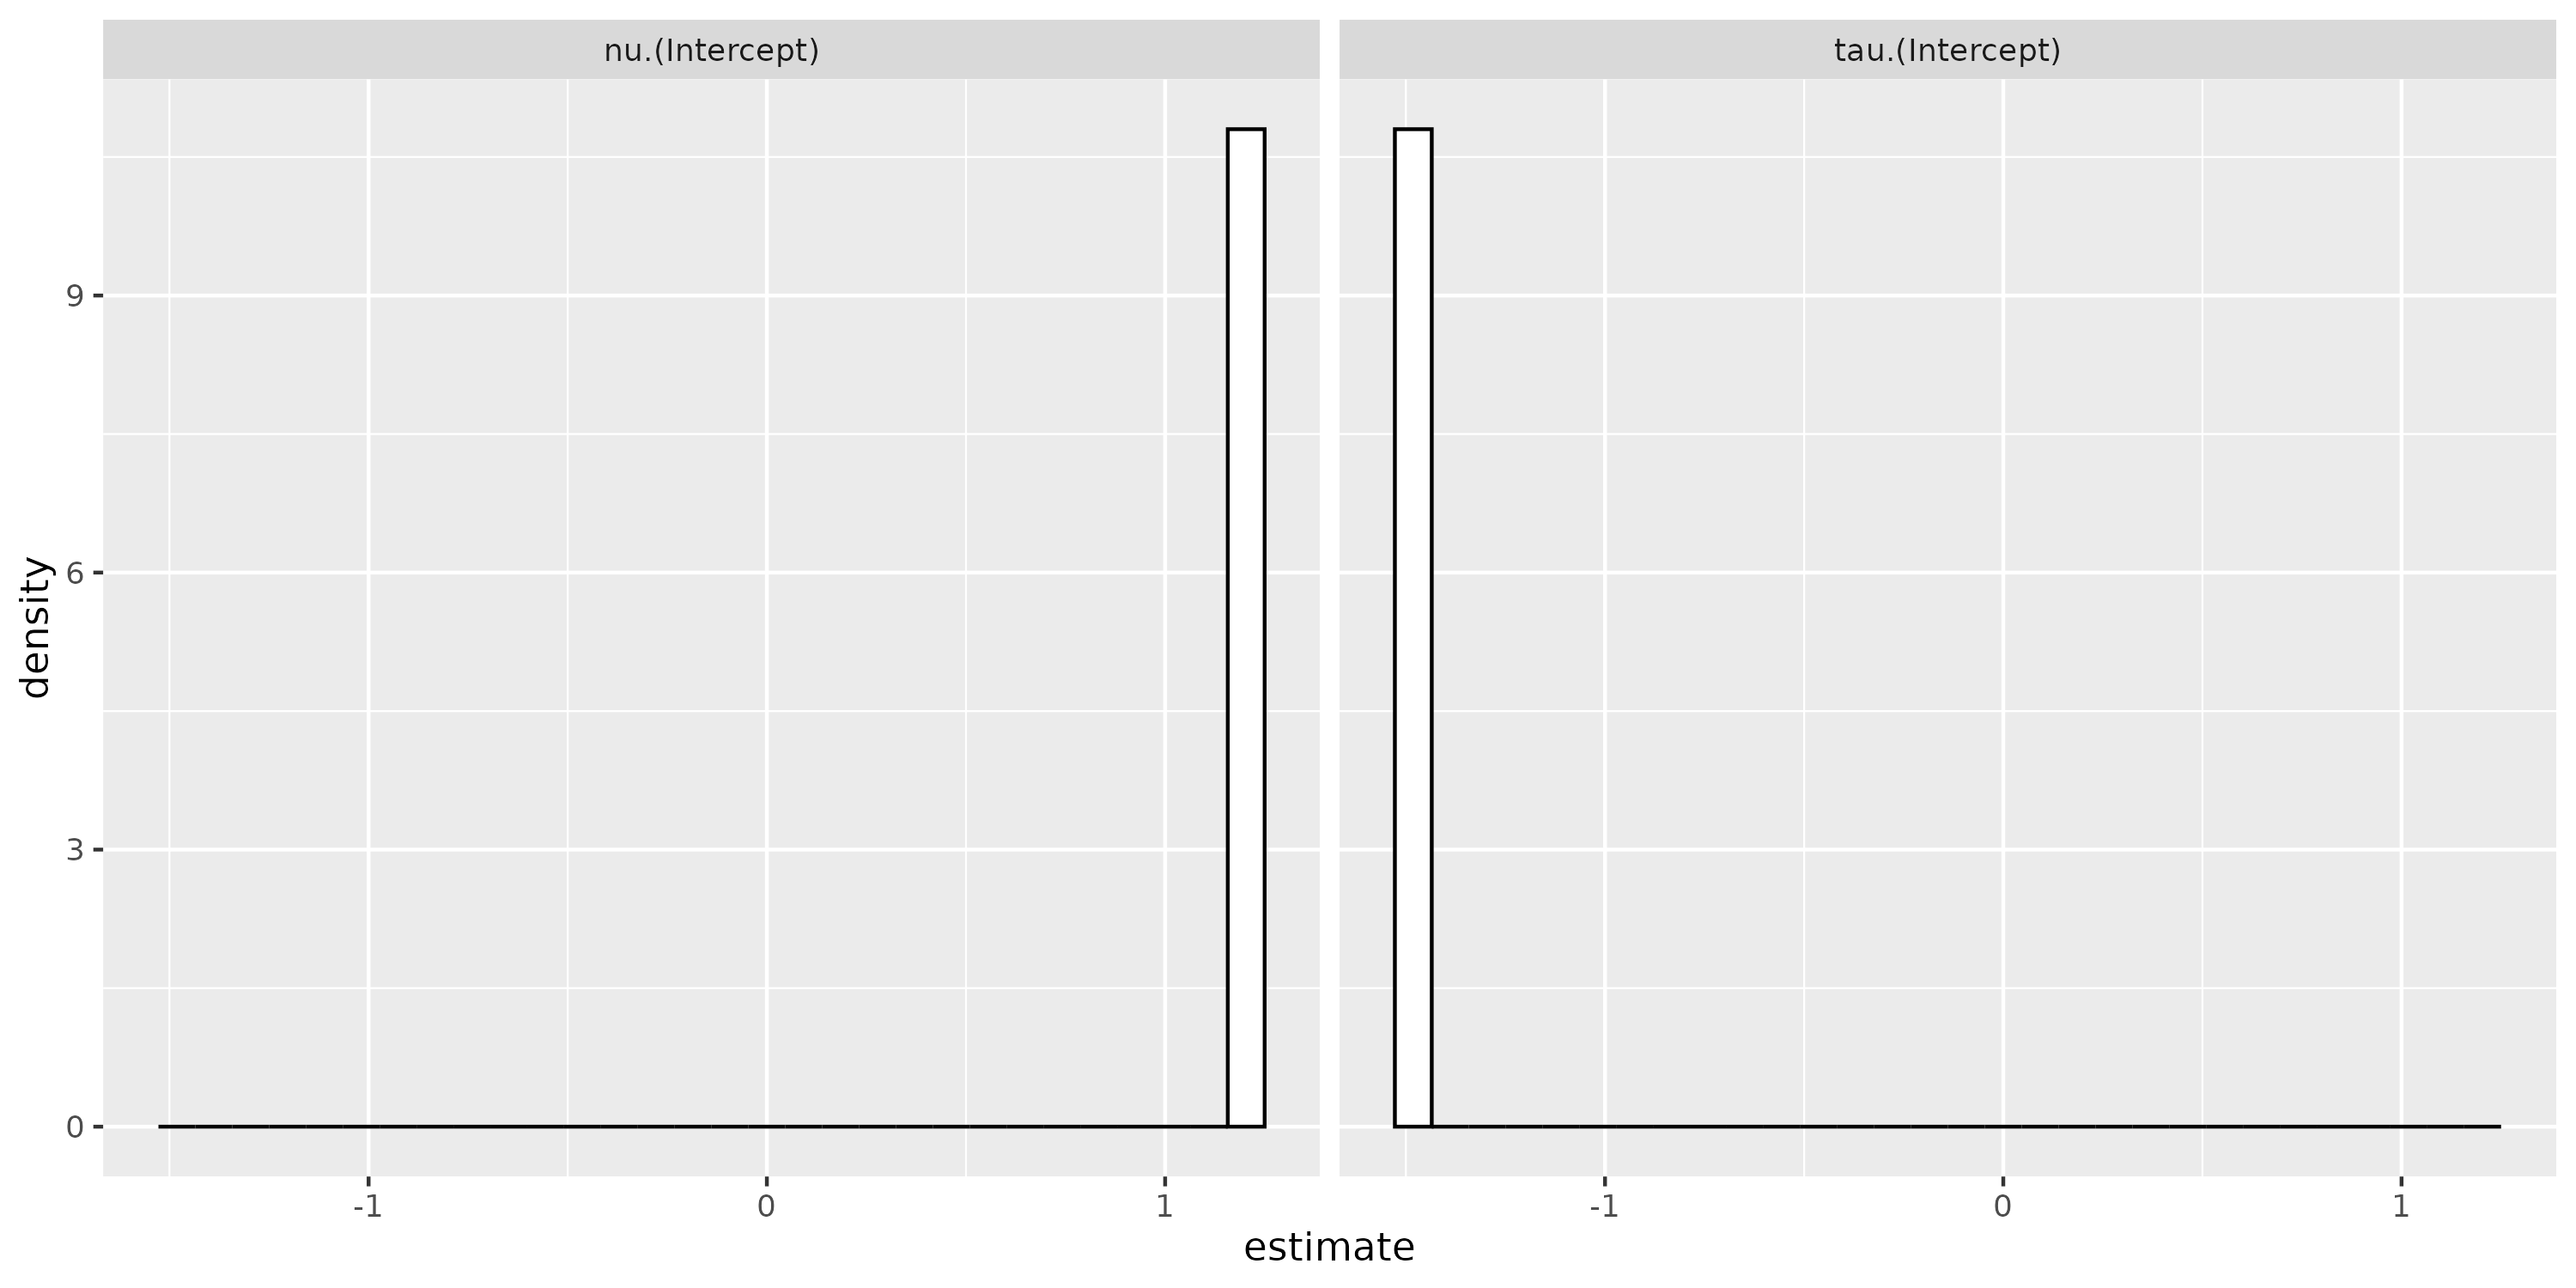 nu.(Intercept)
tau.(Intercept)
density
9
6
3
0
-1 0 1
-1 0 1
estimate